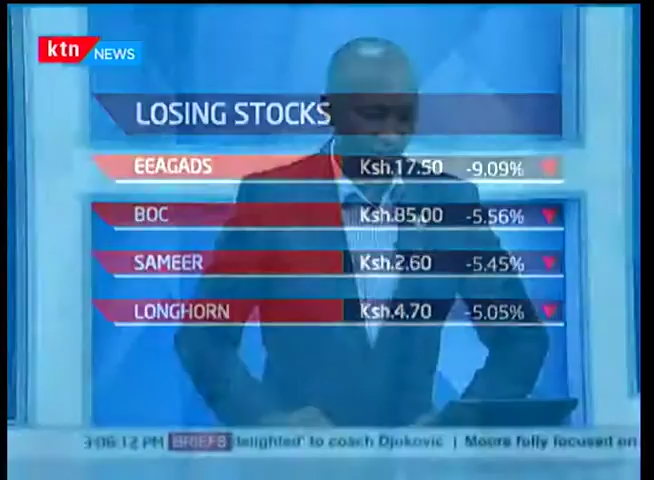 ktn NEWS
LOSING STOCKS
EEAGADS Ksh.17.50 -9.09%
BOC Ksh.85.00 -5.56%
SAMEER Ksh.2.60 -5.45%
LONGHORN Ksh.4.70 -5.05%
3:06:12 PM BRIEFS delighted' to coach Djokovic | Moore fully focused on